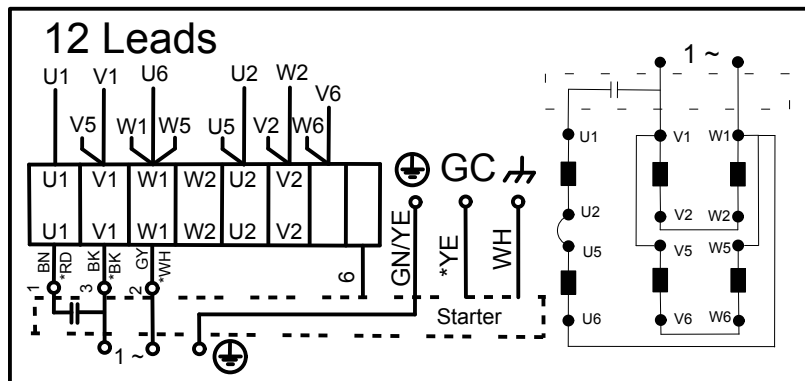 12 Leads
U1 V1 U6 U2 W2 V6
V5 W1 W5 U5 V2 W6
U1 V1 W1 W2 U2 V2
U1 V1 W1 W2 U2 V2
BN *RD BK *BK GY *WH
1 3 2 6
GC
GN/YE *YE WH
Starter
1 ~
1 ~
U1 V1 W1
U2 V2 W2
U5 V5 W5
U6 V6 W6